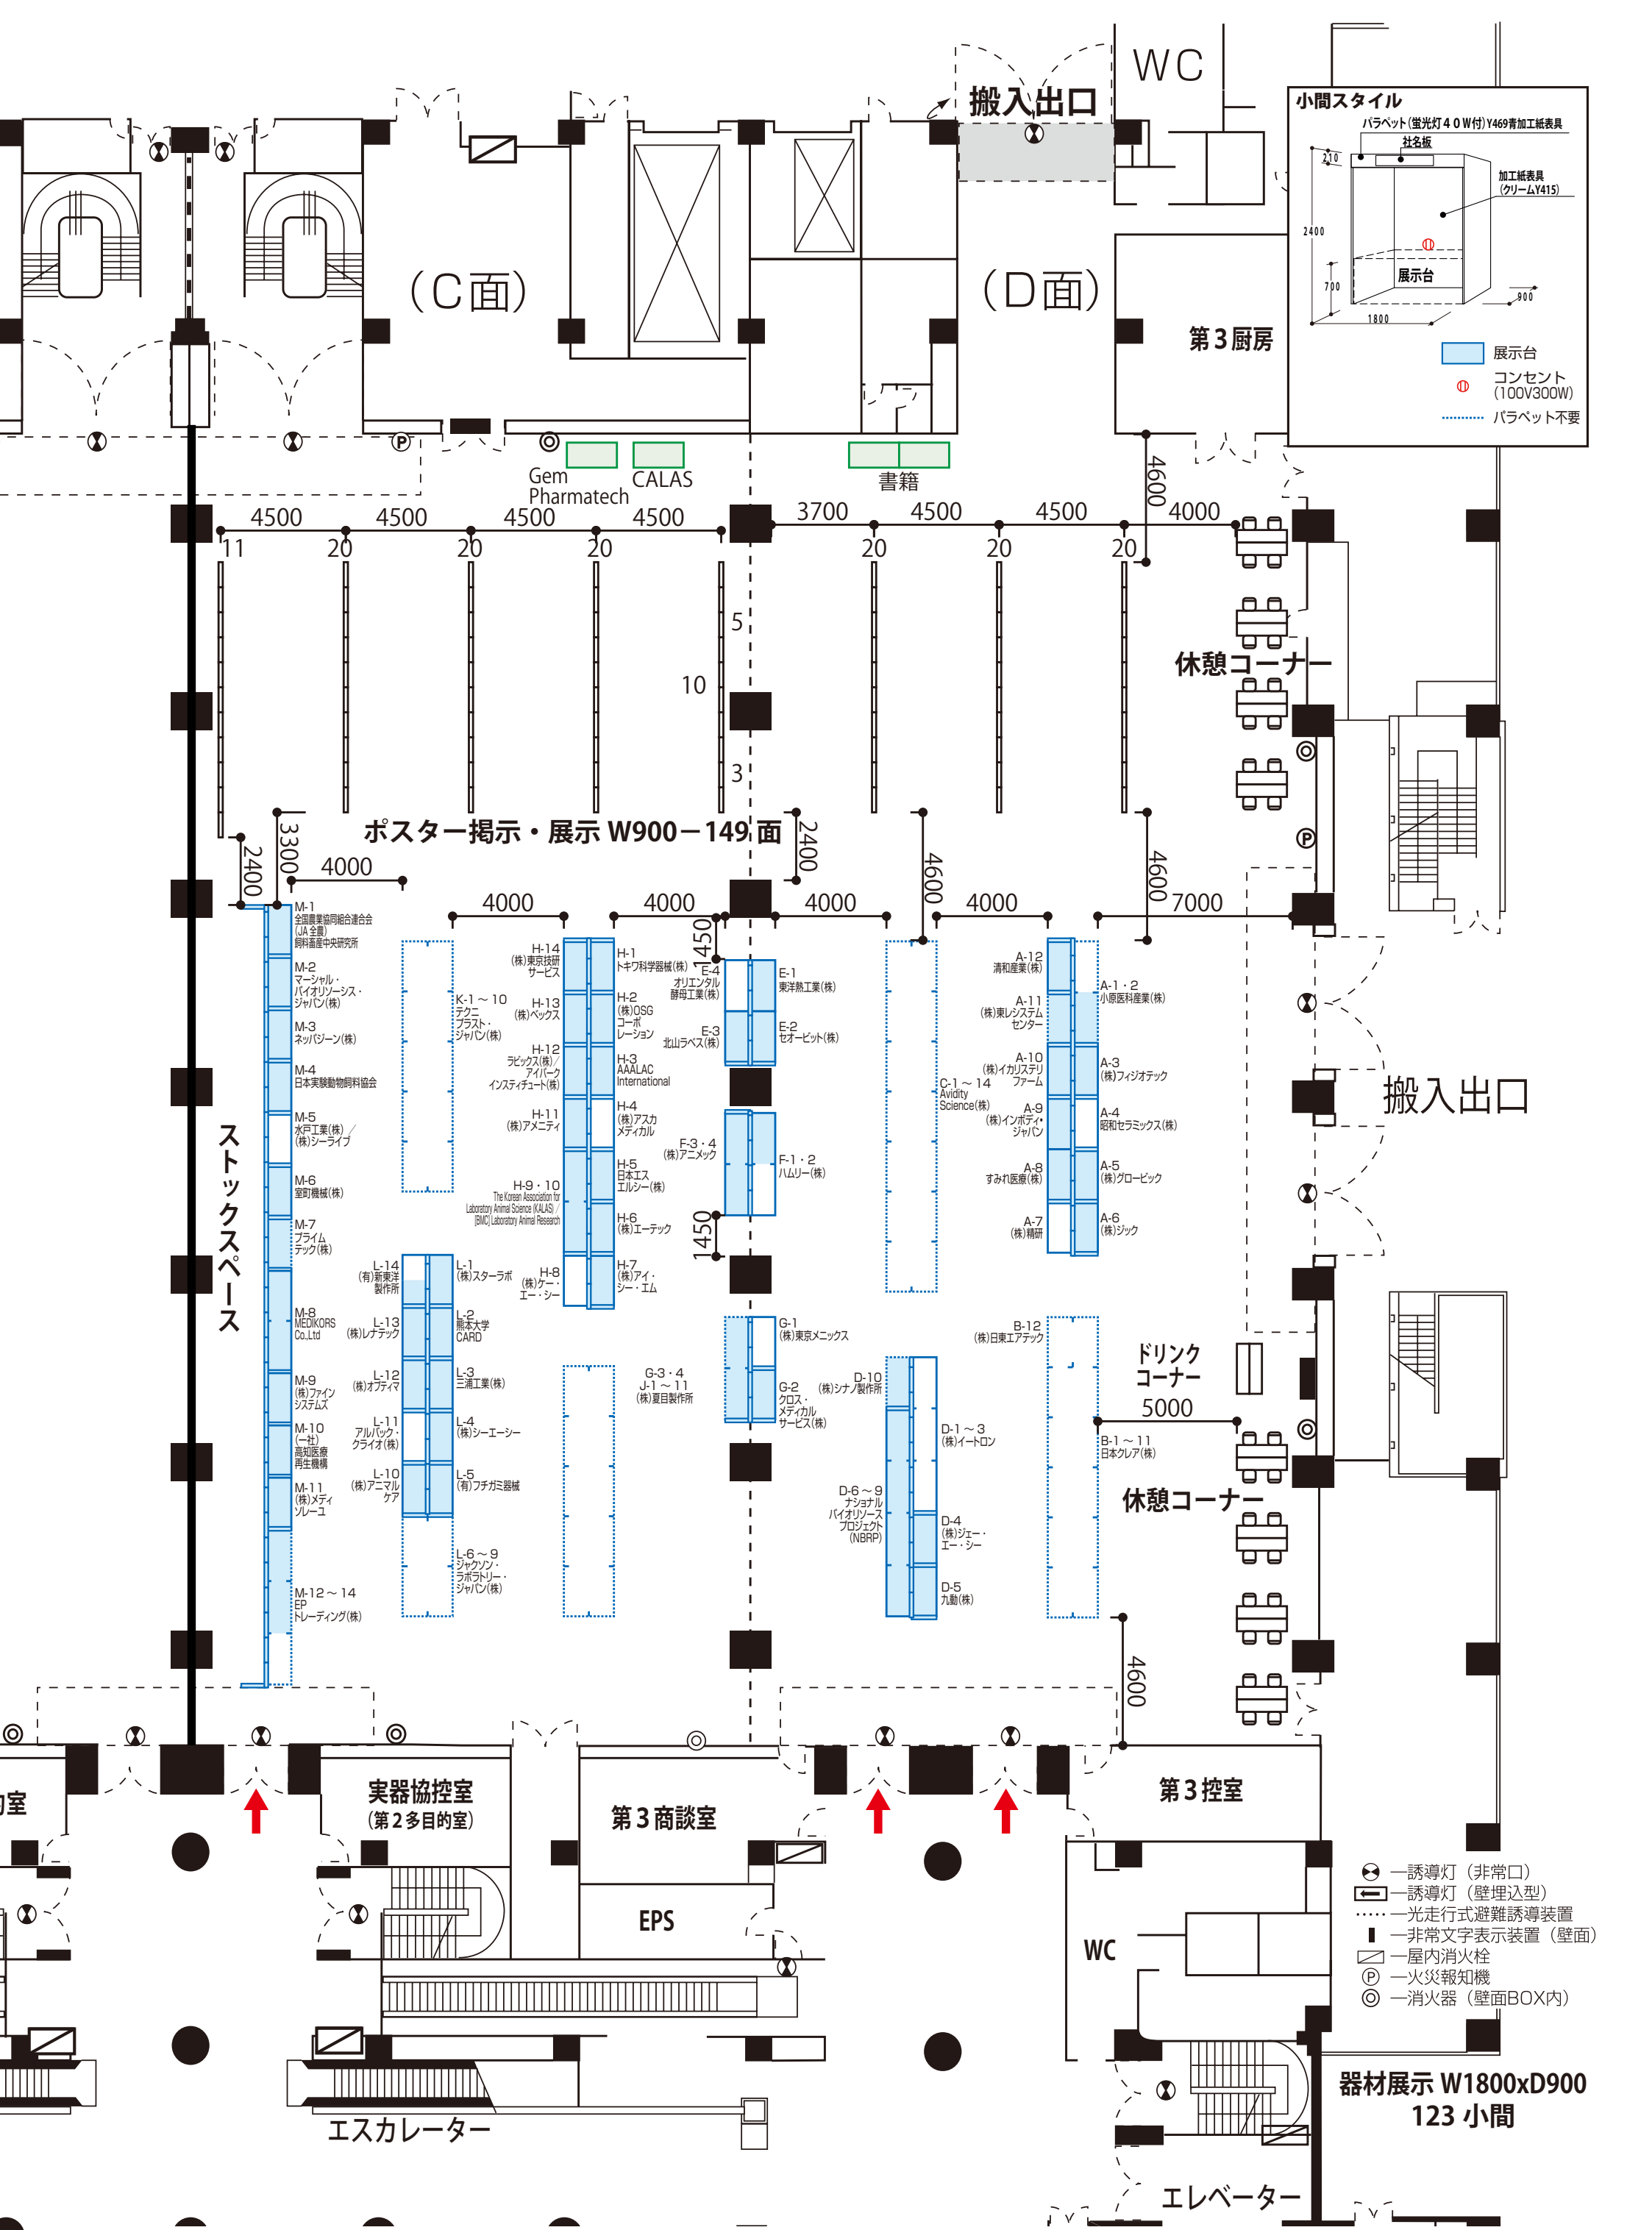 搬入出口
WC
小間スタイル
パラペット(蛍光灯40W付)Y469青加工紙表具
社名板
210
加工紙表具
(クリームY415)
2400
展示台
700
900
1800
展示台
コンセント
(100V300W)
パラペット不要
(C面)
(D面)
第3厨房
P
Gem
Pharmatech
CALAS
書籍
4600
4500
4500
4500
4500
3700
4500
4500
4000
11
20
20
20
20
20
20
5
10
3
休憩コーナー
P
ポスター掲示・展示 W900−149 面
2400
3300
4000
2400
4600
4600
4000
4000
4000
4000
7000
1450
1450
ストックスペース
M-1
全国農業協同組合連合会
(JA 全農)
飼料畜産中央研究所
M-2
マーシャル・
バイオリソーシス・
ジャパン(株)
M-3
ネッパジーン(株)
M-4
日本実験動物飼料協会
M-5
水戸工業(株) /
(株)シーライブ
M-6
室町機械(株)
M-7
プライム
テック(株)
M-8
MEDIKORS
Co.,Ltd
M-9
(株)ファイン
システムズ
M-10
(一社)
高知医療
再生機構
M-11
(株)メディ
ソレーユ
M-12～14
EP
トレーディング(株)
K-1～10
テクニ
プラスト・
ジャパン(株)
L-14
(有)新東洋
製作所
L-13
(株)レナテック
L-12
(株)オプティマ
L-11
アルバック・
クライオ(株)
L-10
(株)アニマル
ケア
L-1
(株)スターラボ
L-2
熊本大学
CARD
L-3
三浦工業(株)
L-4
(株)シーエーシー
L-5
(有)フチガミ器械
L-6～9
ジャクソン・
ラボラトリー・
ジャパン(株)
H-14
(株)東京技研
サービス
H-13
(株)ベックス
H-12
ラビックス(株)/
アイパーク
インスティチュート(株)
H-11
(株)アメニティ
H-9・10
The Korean Association for
Laboratory Animal Science (KALAS) /
[BMC] Laboratory Animal Research
H-8
(株)ケー・
エー・シー
H-1
トキワ科学器械(株)
H-2
(株)OSG
コーポ
レーション
H-3
AAALAC
International
H-4
(株)アスカ
メディカル
H-5
日本エス
エルシー(株)
H-6
(株)エーテック
H-7
(株)アイ・
シー・エム
E-4
オリエンタル
酵母工業(株)
E-3
北山ラベス(株)
E-1
東洋熱工業(株)
E-2
セオービット(株)
F-3・4
(株)アニメック
F-1・2
ハムリー(株)
G-1
(株)東京メニックス
G-3・4
J-1～11
(株)夏目製作所
G-2
クロス・
メディカル
サービス(株)
C-1～14
Avidity
Science(株)
D-10
(株)シナノ製作所
D-1～3
(株)イートロン
D-6～9
ナショナル
バイオリソース
プロジェクト
(NBRP)
D-4
(株)ジェー・
エー・シー
D-5
九動(株)
A-12
清和産業(株)
A-11
(株)東レシステム
センター
A-10
(株)イカリステリ
ファーム
A-9
(株)インボディ・
ジャパン
A-8
すみれ医療(株)
A-7
(株)精研
A-1・2
小原医科産業(株)
A-3
(株)フィジオテック
A-4
昭和セラミックス(株)
A-5
(株)グロービック
A-6
(株)ジック
B-12
(株)日東エアテック
B-1～11
日本クレア(株)
搬入出口
ドリンク
コーナー
5000
休憩コーナー
4600
的室
実器協控室
(第2多目的室)
第3商談室
第3控室
EPS
WC
エスカレーター
エレベーター
―誘導灯(非常口)
―誘導灯(壁埋込型)
―光走行式避難誘導装置
―非常文字表示装置(壁面)
―屋内消火栓
P―火災報知機
―消火器(壁面BOX内)
器材展示 W1800xD900
123 小間